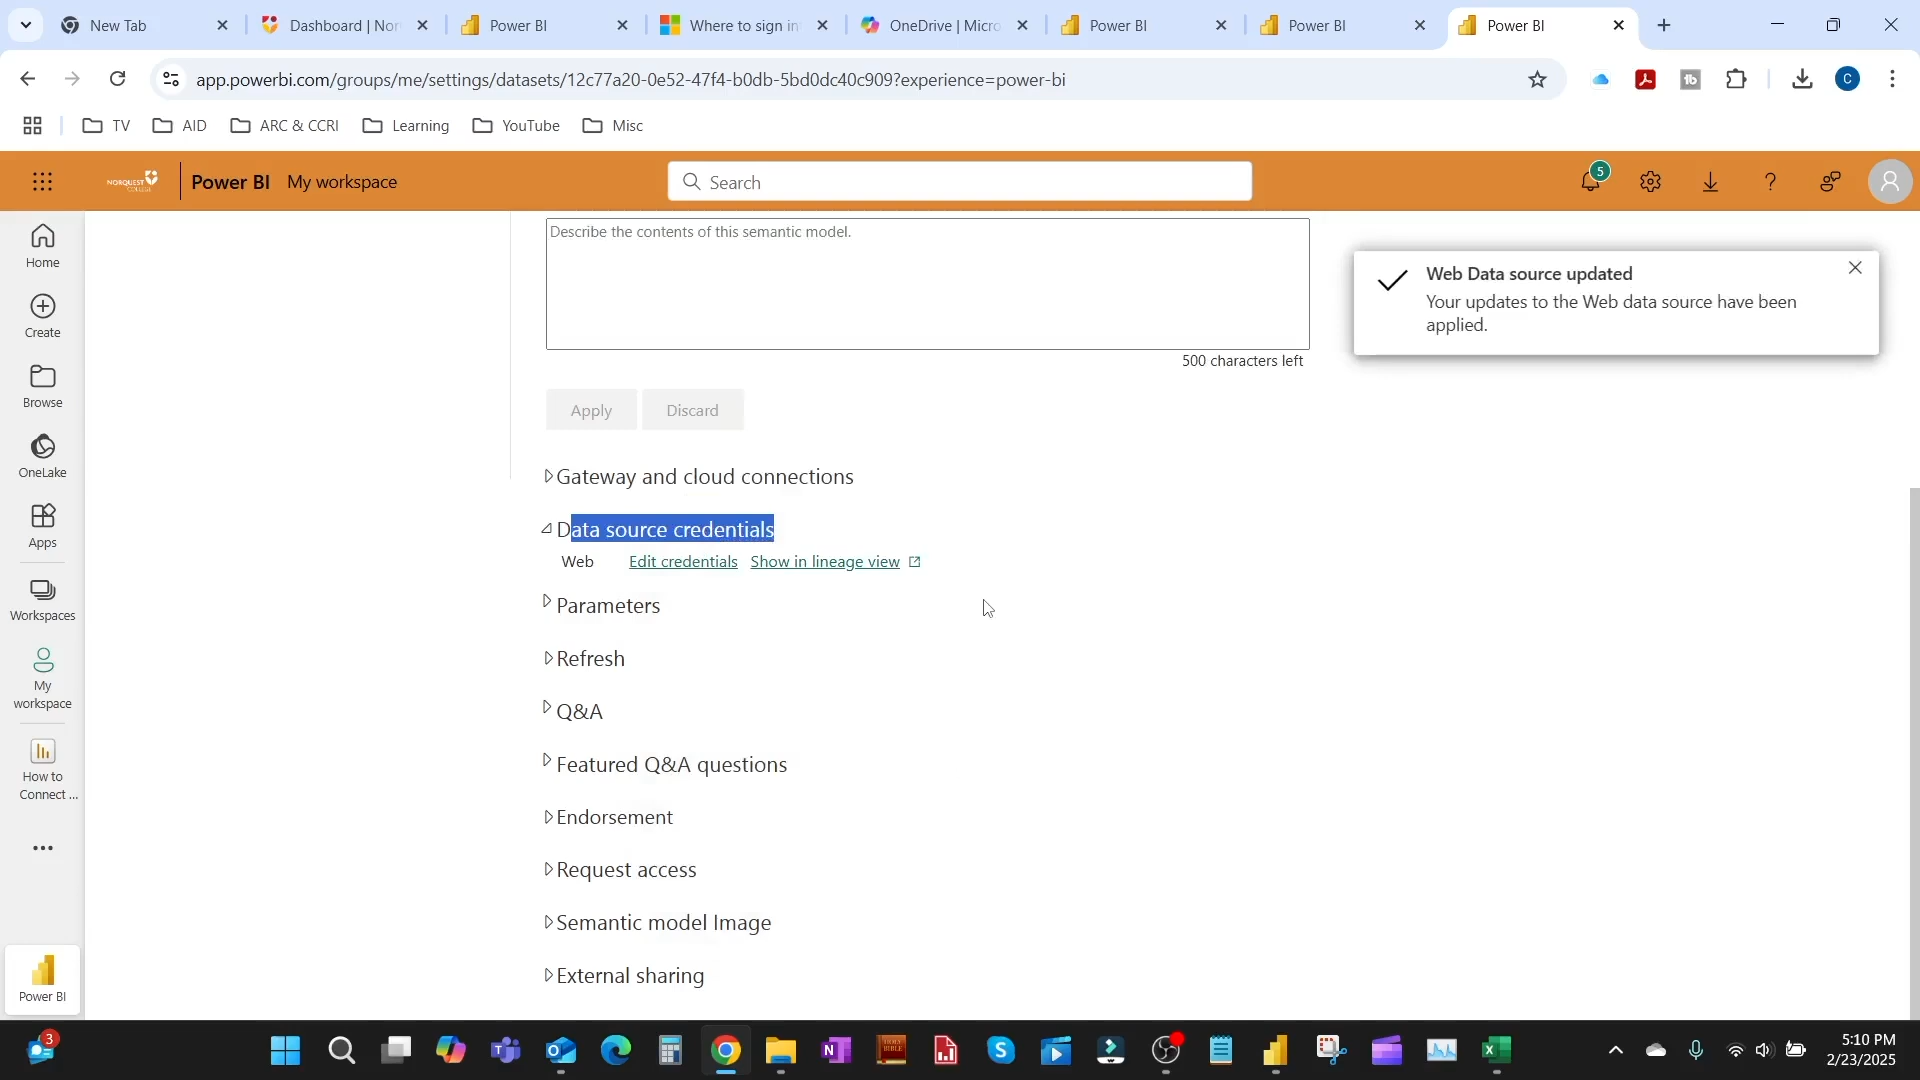 New Tab
Dashboard | Nor
Power BI
Where to sign in
OneDrive | Micro
Power BI
Power BI
Power BI
app.powerbi.com/groups/me/settings/datasets/12c77a20-0e52-47f4-b0db-5bd0dc40c909?experience=power-bi
C
TV
AID
ARC & CCRI
Learning
YouTube
Misc
NORQUEST
COLLEGE
Power BI
My workspace
Search
5
Home
Create
Browse
OneLake
Apps
Workspaces
My
workspace
How to
Connect ...
Power BI
Describe the contents of this semantic model.
500 characters left
Apply
Discard
Web Data source updated
Your updates to the Web data source have been
applied.
Gateway and cloud connections
Data source credentials
Web
Edit credentials
Show in lineage view
Parameters
Refresh
Q&A
Featured Q&A questions
Endorsement
Request access
Semantic model Image
External sharing
3
HOLY
BIBLE
5:10 PM
2/23/2025